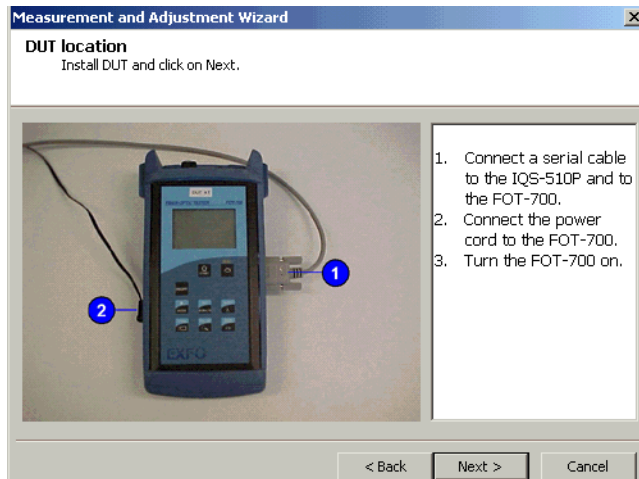 Measurement and Adjustment Wizard
DUT location
Install DUT and click on Next.
1. Connect a serial cable
to the IQS-510P and to
the FOT-700.
2. Connect the power
cord to the FOT-700.
3. Turn the FOT-700 on.
1
2
EXFO
< Back
Next >
Cancel